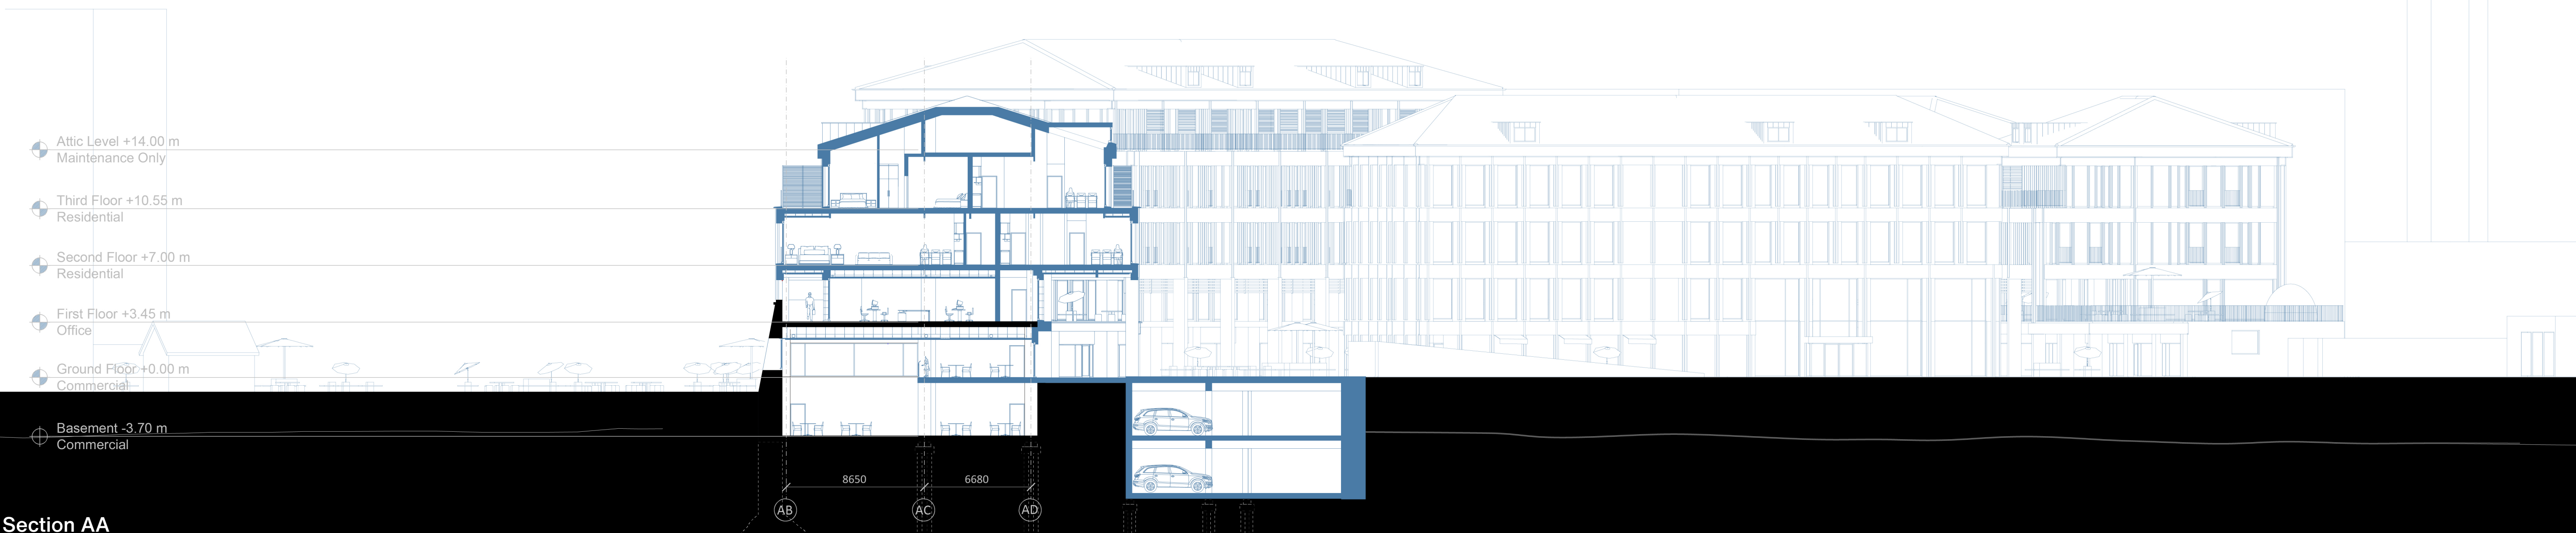 Attic Level +14.00 m
Maintenance Only
Third Floor +10.55 m
Residential
Second Floor +7.00 m
Residential
First Floor +3.45 m
Office
Ground Floor +0.00 m
Commercial
Basement -3.70 m
Commercial
8650 6680
AB AC AD
Section AA